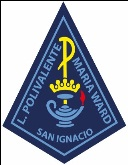 L. POLIVALENTE
MARIA WARD
SAN IGNACIO